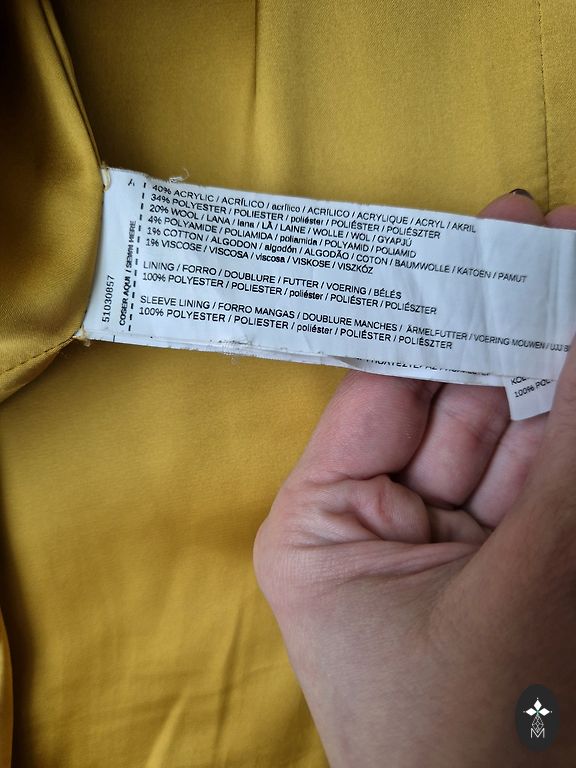 40% ACRYLIC / ACRÍLICO / acrílico / ACRILICO / ACRYLIQUE / ACRYL / AKRIL
34% POLYESTER / POLIESTER / poliéster / POLIÉSTER / POLIÉSZTER
20% WOOL / LANA / lana / LÃ / LAINE / WOLLE / WOL / GYAPJÚ
4% POLYAMIDE / POLIAMIDA / poliamida / POLYAMID / POLIAMID
1% COTTON / ALGODON / algodón / ALGODÃO / COTON / BAUMWOLLE / KATOEN / PAMUT
1% VISCOSE / VISCOSA / viscosa / VISKOSE / VISZKÓZ
LINING / FORRO / DOUBLURE / FUTTER / VOERING / BÉLÉS
100% POLYESTER / POLIESTER / poliéster / POLIÉSTER / POLIÉSZTER
SLEEVE LINING / FORRO MANGAS / DOUBLURE MANCHES / ÄRMELFUTTER / VOERING MOUWEN / UJJ
100% POLYESTER / POLIESTER / poliéster / POLIÉSTER / POLIÉSZTER
COSER AQUI / SEWN HERE
51030857
100%
M